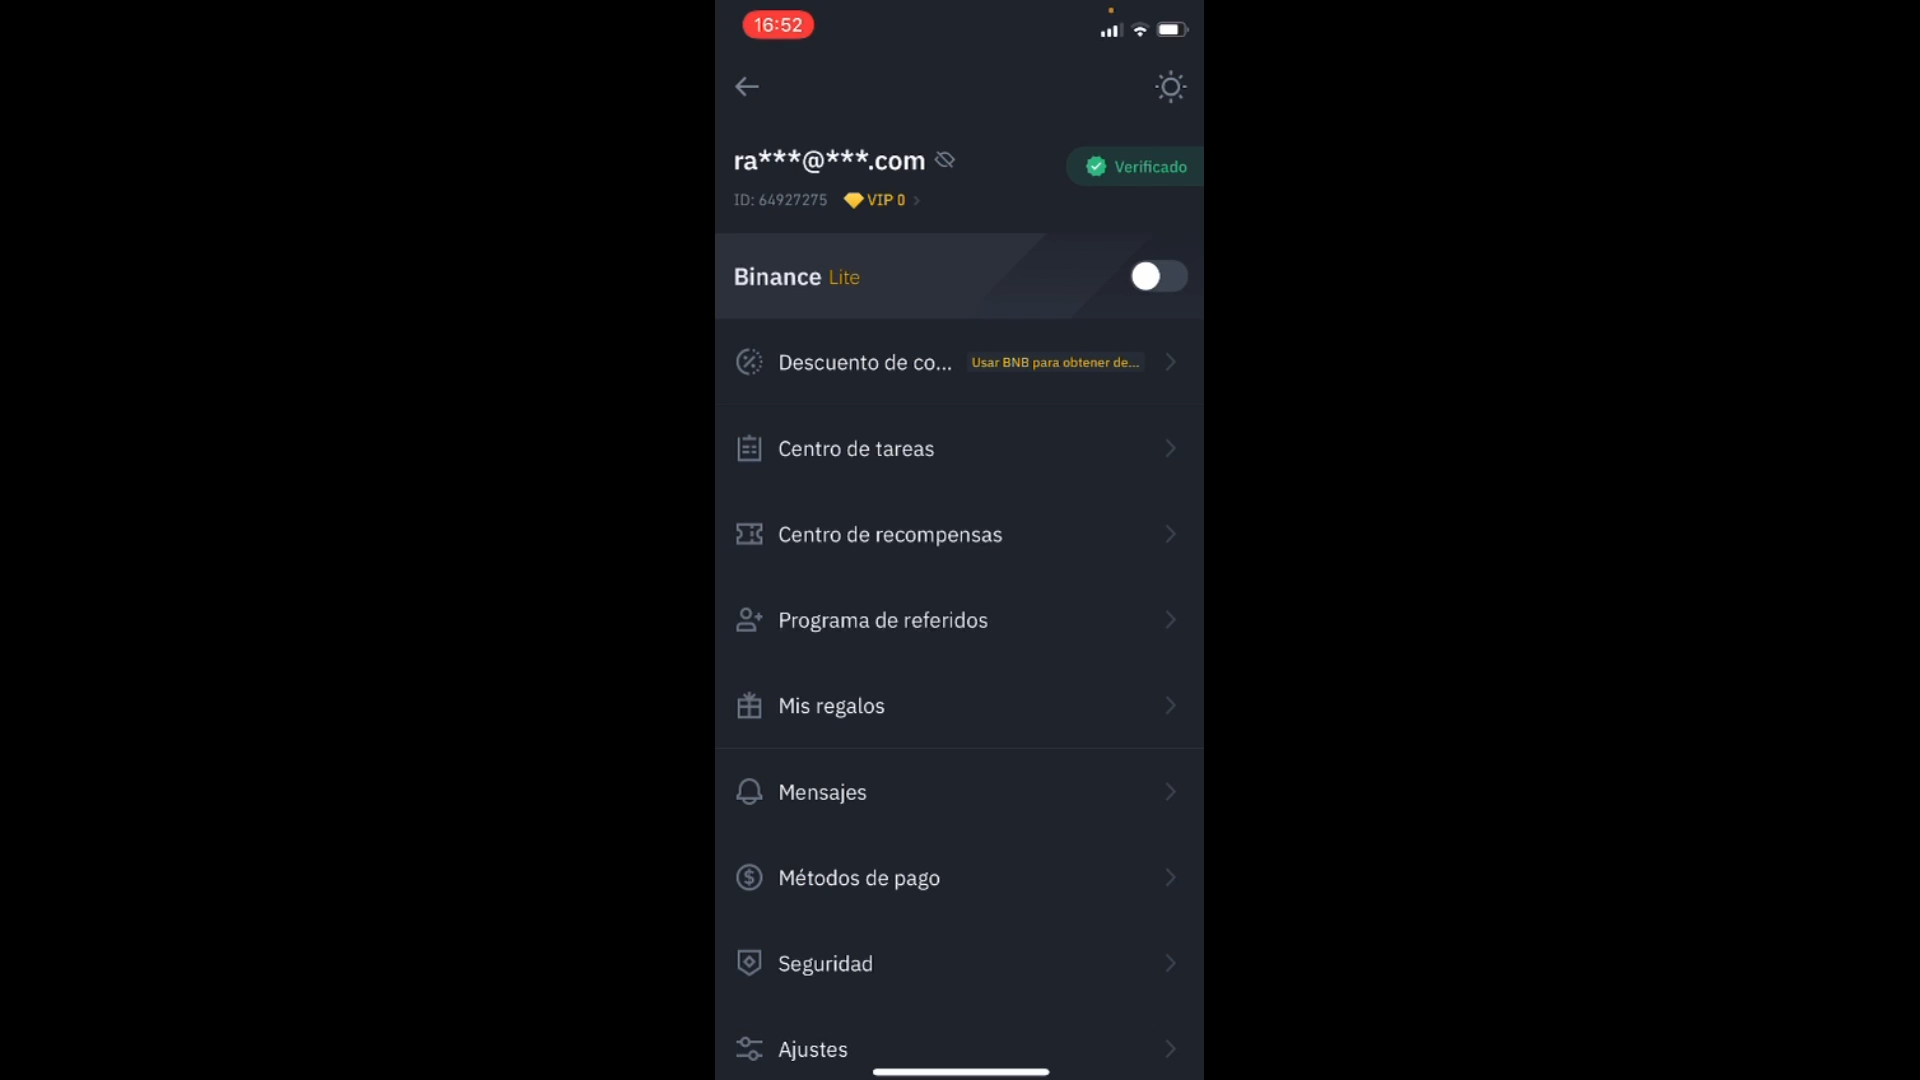 16:52
ra***@***.com
Verificado
ID: 64927275 VIP 0
Binance Lite
Descuento de co... Usar BNB para obtener de...
Centro de tareas
Centro de recompensas
Programa de referidos
Mis regalos
Mensajes
Métodos de pago
Seguridad
Ajustes